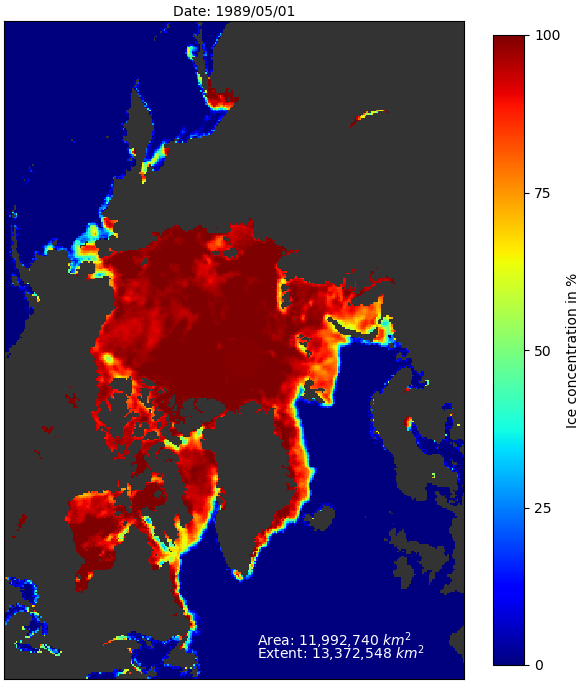 Date: 1989/05/01
100
75
50
25
0
Ice concentration in %
Area: 11,992,740 km²
Extent: 13,372,548 km²